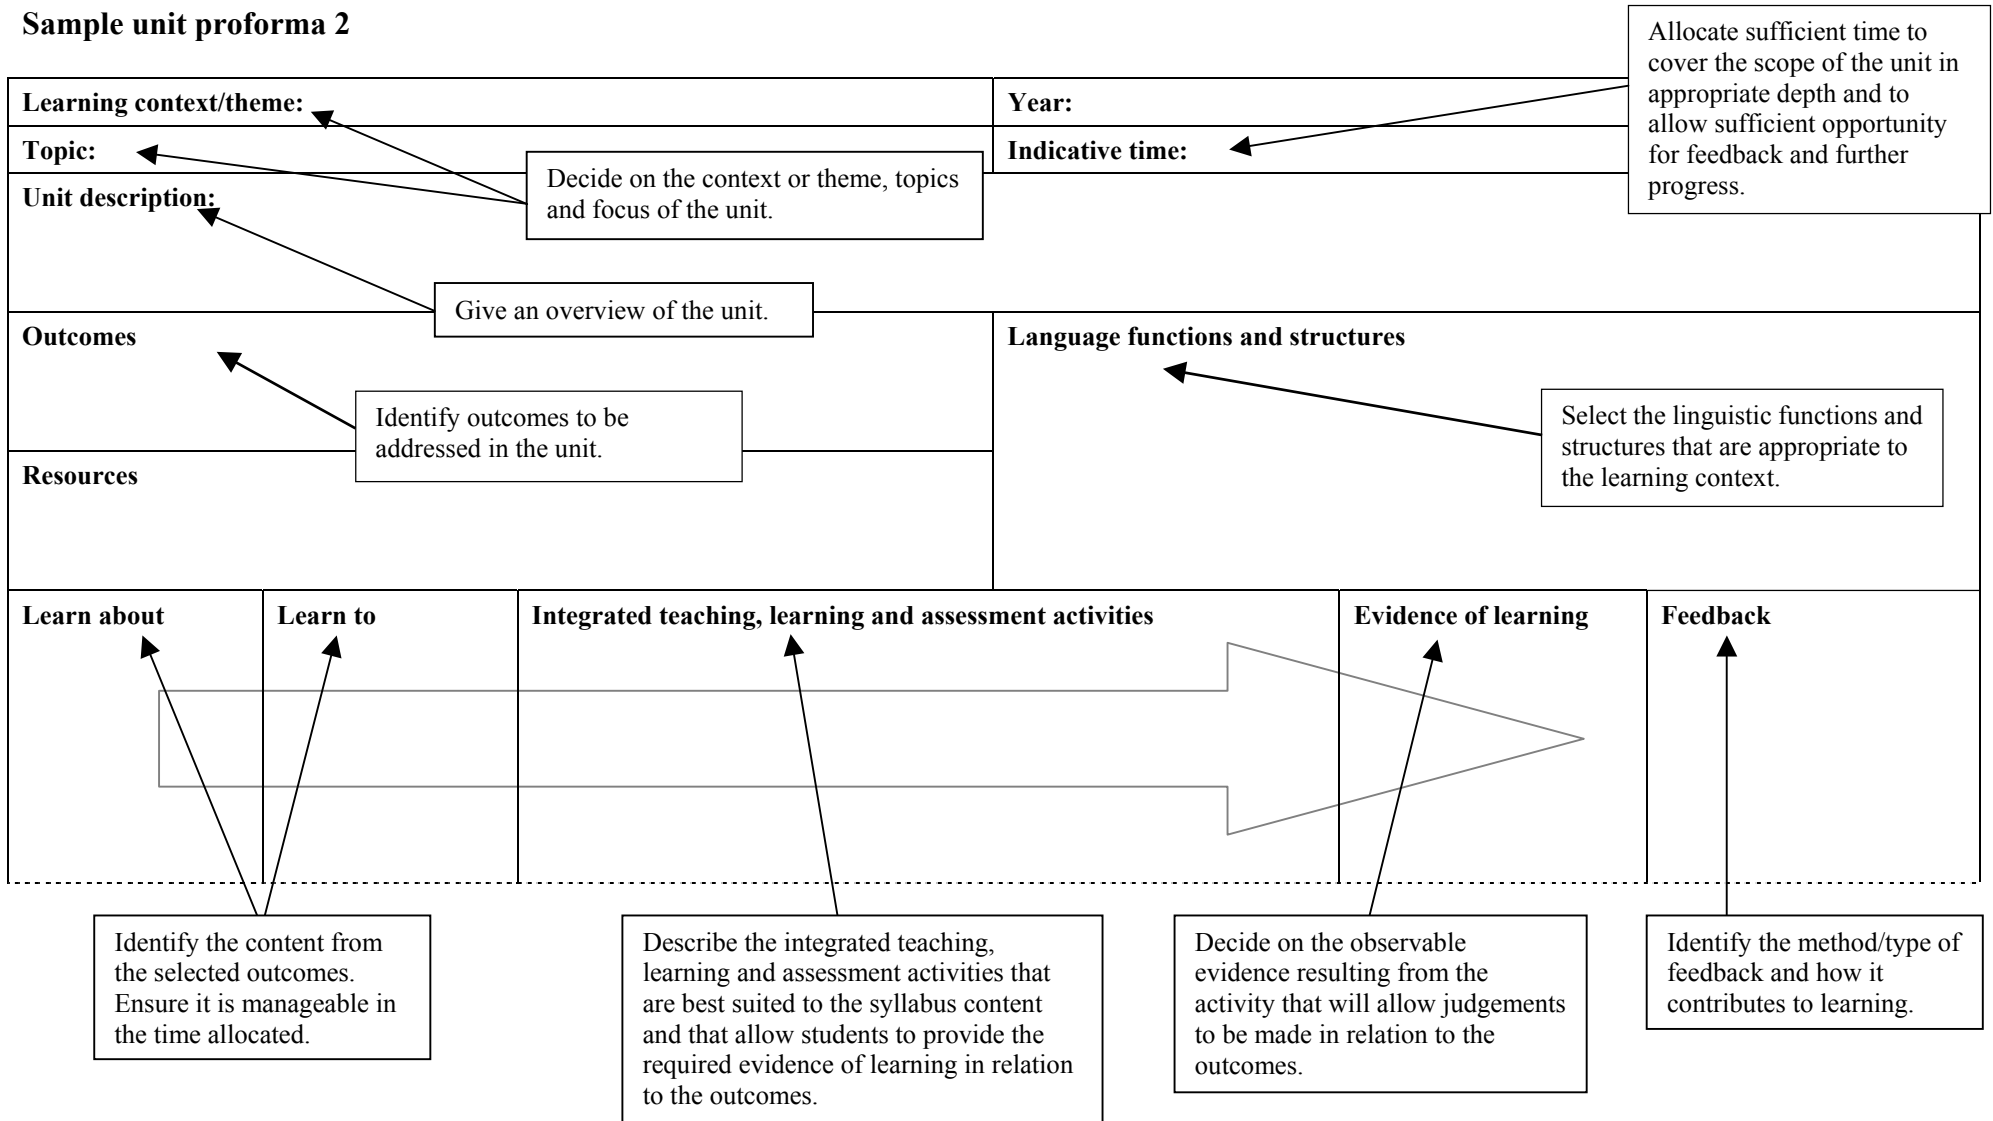 Sample unit proforma 2
Allocate sufficient time to
cover the scope of the unit in
appropriate depth and to
allow sufficient opportunity
for feedback and further
progress.
Learning context/theme:
Year:
Topic:
Indicative time:
Decide on the context or theme, topics
and focus of the unit.
Unit description:
Give an overview of the unit.
Outcomes
Language functions and structures
Identify outcomes to be
addressed in the unit.
Select the linguistic functions and
structures that are appropriate to
the learning context.
Resources
Learn about
Learn to
Integrated teaching, learning and assessment activities
Evidence of learning
Feedback
Identify the content from
the selected outcomes.
Ensure it is manageable in
the time allocated.
Describe the integrated teaching,
learning and assessment activities that
are best suited to the syllabus content
and that allow students to provide the
required evidence of learning in relation
to the outcomes.
Decide on the observable
evidence resulting from the
activity that will allow judgements
to be made in relation to the
outcomes.
Identify the method/type of
feedback and how it
contributes to learning.